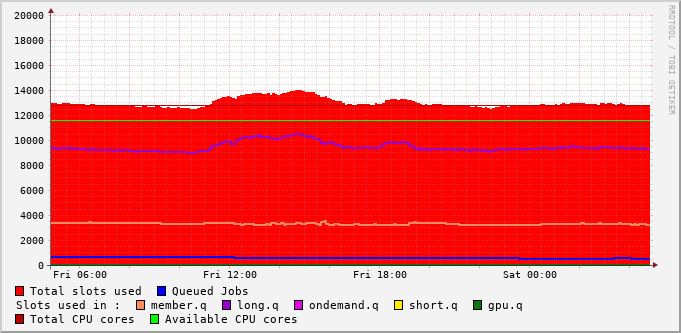 RRDTOOL / TOBI OETIKER
20000
18000
16000
14000
12000
10000
8000
6000
4000
2000
0
Fri 06:00 Fri 12:00 Fri 18:00 Sat 00:00
Total slots used Queued Jobs
Slots used in : member.q long.q ondemand.q short.q gpu.q
Total CPU cores Available CPU cores